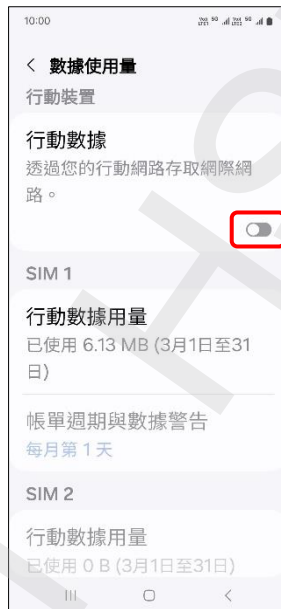 10:00
5G 5G
數據使用量
行動裝置
行動數據
透過您的行動網路存取網際網
路。
SIM 1
行動數據用量
已使用 6.13 MB (3月1日至31
日)
帳單週期與數據警告
每月第 1 天
SIM 2
行動數據用量
已使用 0 B (3月1日至31日)